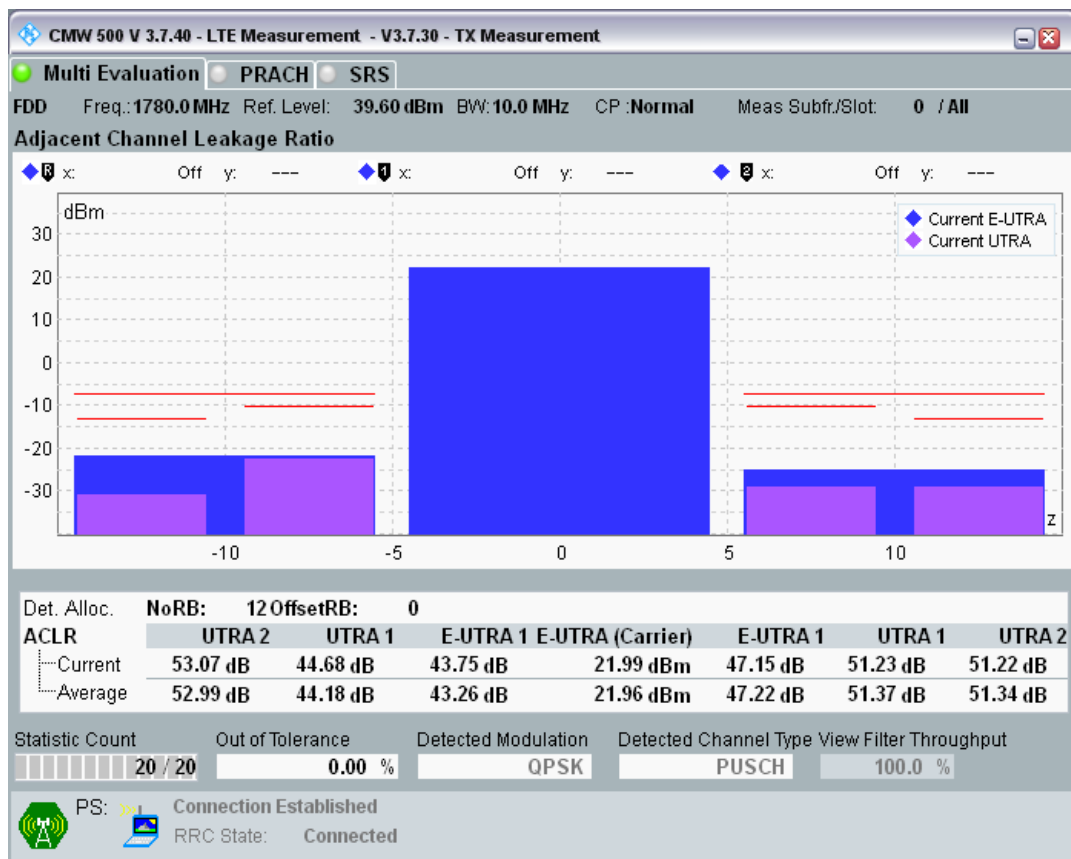 CMW 500 V 3.7.40 - LTE Measurement - V3.7.30 - TX Measurement
Multi Evaluation PRACH SRS
FDD Freq.:1780.0 MHz Ref. Level: 39.60 dBm BW:10.0 MHz CP :Normal Meas Subfr./Slot: 0 / All
Adjacent Channel Leakage Ratio
R x: Off y: --- 1 x: Off y: --- 2 x: Off y: ---
dBm
Current E-UTRA
Current UTRA
30
20
10
0
-10
-20
-30
z
-10 -5 0 5 10
Det. Alloc. NoRB: 12 OffsetRB: 0
ACLR UTRA 2 UTRA 1 E-UTRA 1 E-UTRA (Carrier) E-UTRA 1 UTRA 1 UTRA 2
Current 53.07 dB 44.68 dB 43.75 dB 21.99 dBm 47.15 dB 51.23 dB 51.22 dB
Average 52.99 dB 44.18 dB 43.26 dB 21.96 dBm 47.22 dB 51.37 dB 51.34 dB
Statistic Count Out of Tolerance Detected Modulation Detected Channel Type View Filter Throughput
20 / 20 0.00 % QPSK PUSCH 100.0 %
PS: Connection Established
RRC State: Connected